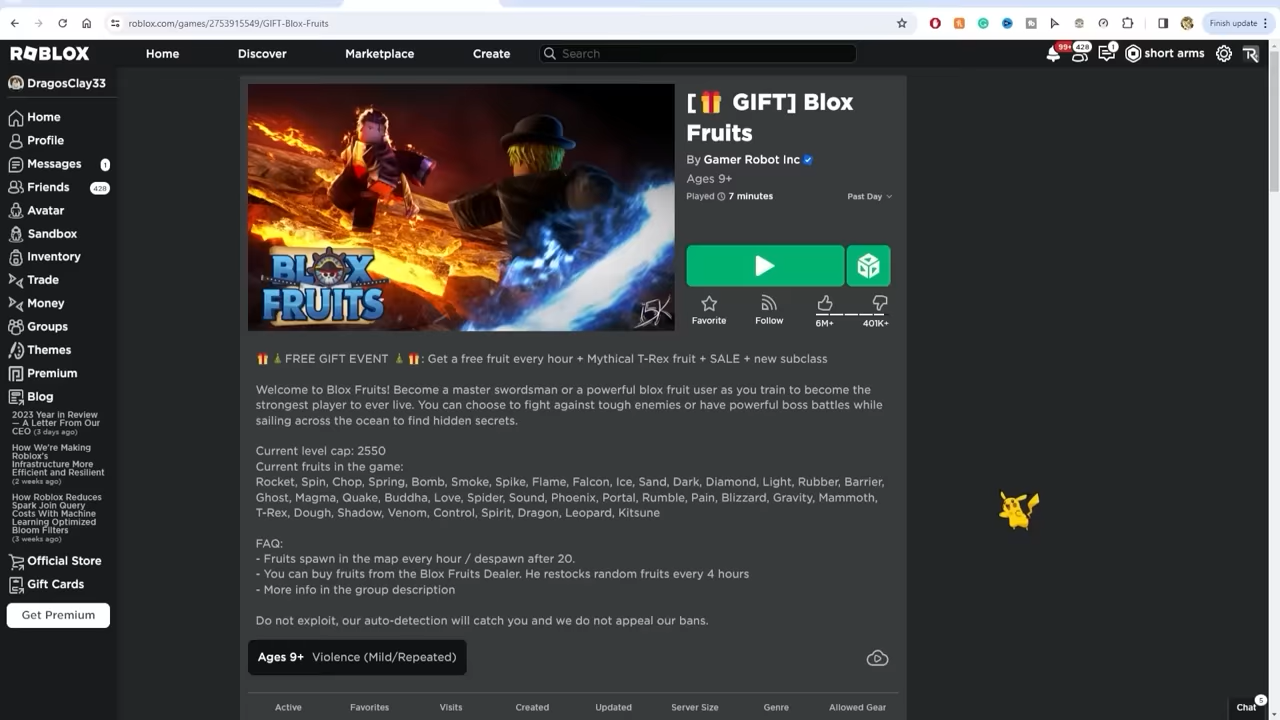 roblox.com/games/2753915549/GIFT-Blox-Fruits
Finish update
ROBLOX
Home
Discover
Marketplace
Create
Search
99+
428
1
short arms
DragosClay33
Home
Profile
Messages
1
Friends
428
Avatar
Sandbox
Inventory
Trade
Money
Groups
Themes
Premium
Blog
2023 Year in Review
— A Letter From Our
CEO (3 days ago)
How We're Making
Roblox's
Infrastructure More
Efficient and Resilient
(2 weeks ago)
How Roblox Reduces
Spark Join Query
Costs With Machine
Learning Optimized
Bloom Filters
(3 weeks ago)
Official Store
Gift Cards
Get Premium
BLOX
FRUITS
15K
[🎁 GIFT] Blox
Fruits
By Gamer Robot Inc
Ages 9+
Played 7 minutes
Past Day
Favorite
Follow
6M+
401K+
🎁🎄FREE GIFT EVENT 🎄🎁: Get a free fruit every hour + Mythical T-Rex fruit + SALE + new subclass
Welcome to Blox Fruits! Become a master swordsman or a powerful blox fruit user as you train to become the
strongest player to ever live. You can choose to fight against tough enemies or have powerful boss battles while
sailing across the ocean to find hidden secrets.
Current level cap: 2550
Current fruits in the game:
Rocket, Spin, Chop, Spring, Bomb, Smoke, Spike, Flame, Falcon, Ice, Sand, Dark, Diamond, Light, Rubber, Barrier,
Ghost, Magma, Quake, Buddha, Love, Spider, Sound, Phoenix, Portal, Rumble, Pain, Blizzard, Gravity, Mammoth,
T-Rex, Dough, Shadow, Venom, Control, Spirit, Dragon, Leopard, Kitsune
FAQ:
- Fruits spawn in the map every hour / despawn after 20.
- You can buy fruits from the Blox Fruits Dealer. He restocks random fruits every 4 hours
- More info in the group description
Do not exploit, our auto-detection will catch you and we do not appeal our bans.
Ages 9+ Violence (Mild/Repeated)
Active
Favorites
Visits
Created
Updated
Server Size
Genre
Allowed Gear
Chat
5